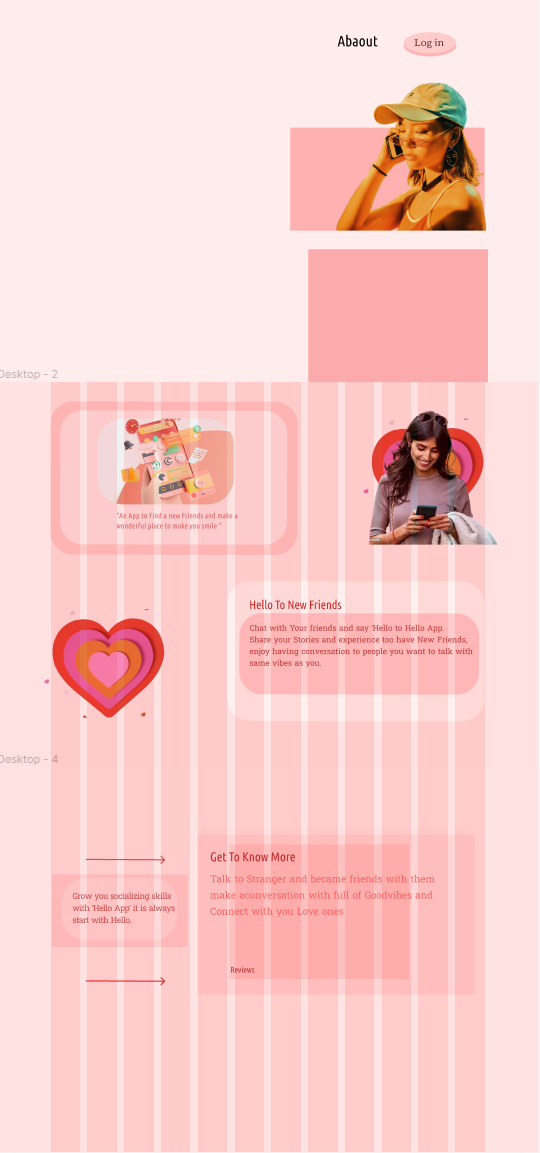 Abaout
Log in
Desktop - 2
"An App to Find a new Friends and make a
wonderful place to make you smile "
Hello To New Friends
Chat with Your friends and say 'Hello to Hello App.
Share your Stories and experience too have New Friends,
enjoy having conversation to people you want to talk with
same vibes as you.
Desktop - 4
Get To Know More
Talk to Stranger and became friends with them
make aconversation with full of Goodvibes and
Connect with you Love ones
Grow you socializing skills
with 'Hello App' it is always
start with Hello.
Reviews